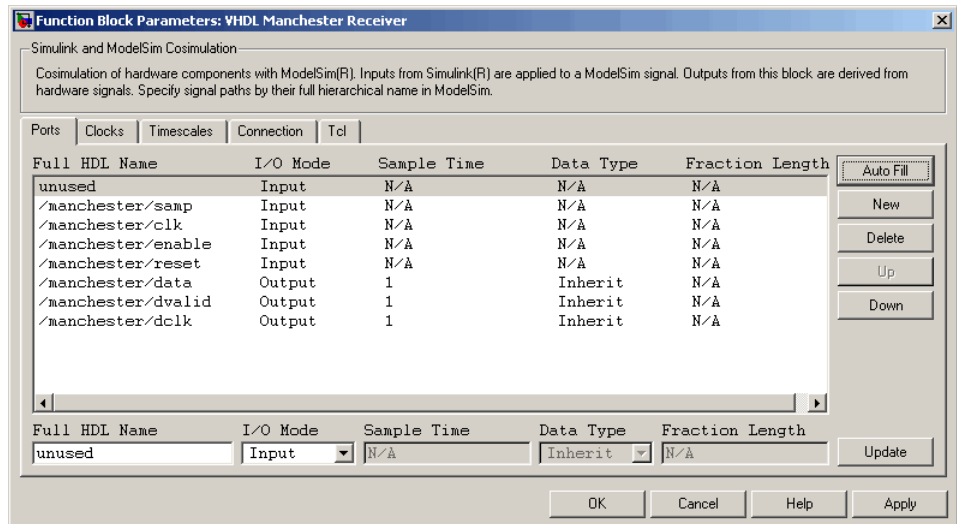 Function Block Parameters: VHDL Manchester Receiver
Simulink and ModelSim Cosimulation
Cosimulation of hardware components with ModelSim(R). Inputs from Simulink(R) are applied to a ModelSim signal. Outputs from this block are derived from
hardware signals. Specify signal paths by their full hierarchical name in ModelSim.
Ports Clocks Timescales Connection Tcl
Full HDL Name I/O Mode Sample Time Data Type Fraction Length
unused Input N/A N/A N/A
/manchester/samp Input N/A N/A N/A
/manchester/clk Input N/A N/A N/A
/manchester/enable Input N/A N/A N/A
/manchester/reset Input N/A N/A N/A
/manchester/data Output 1 Inherit N/A
/manchester/dvalid Output 1 Inherit N/A
/manchester/dclk Output 1 Inherit N/A
Auto Fill
New
Delete
Up
Down
Full HDL Name I/O Mode Sample Time Data Type Fraction Length
unused Input N/A Inherit N/A Update
OK Cancel Help Apply